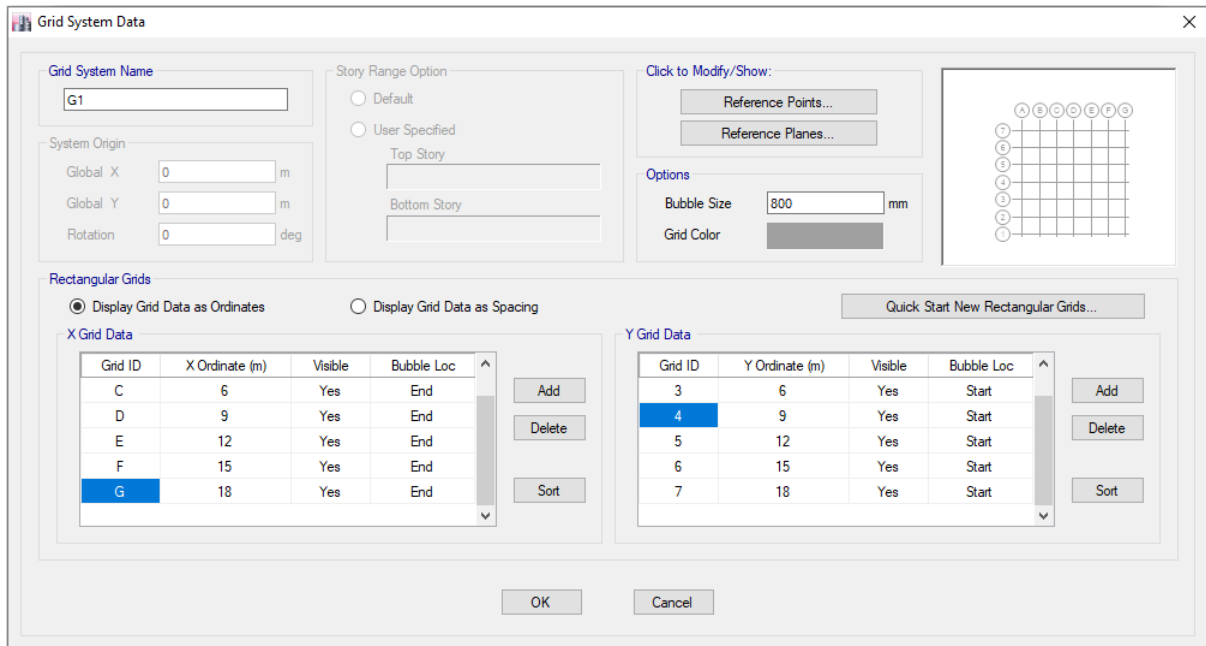 Grid System Data
Grid System Name
G1
System Origin
Global X 0 m
Global Y 0 m
Rotation 0 deg
Story Range Option
Default
User Specified
Top Story
Bottom Story
Click to Modify/Show:
Reference Points...
Reference Planes...
Options
Bubble Size 800 mm
Grid Color
A B C D E F G
7
6
5
4
3
2
1
Rectangular Grids
Display Grid Data as Ordinates Display Grid Data as Spacing Quick Start New Rectangular Grids...
X Grid Data
Grid ID X Ordinate (m) Visible Bubble Loc
C 6 Yes End
D 9 Yes End
E 12 Yes End
F 15 Yes End
G 18 Yes End
Add
Delete
Sort
Y Grid Data
Grid ID Y Ordinate (m) Visible Bubble Loc
3 6 Yes Start
4 9 Yes Start
5 12 Yes Start
6 15 Yes Start
7 18 Yes Start
Add
Delete
Sort
OK Cancel